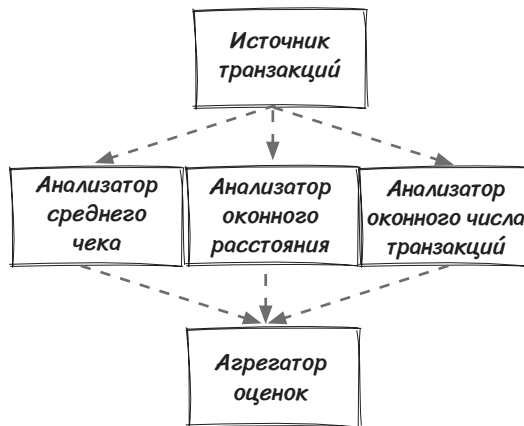 Источник
транзакций
Анализатор
среднего
чека
Анализатор
оконного
расстояния
Анализатор
оконного числа
транзакций
Агрегатор
оценок